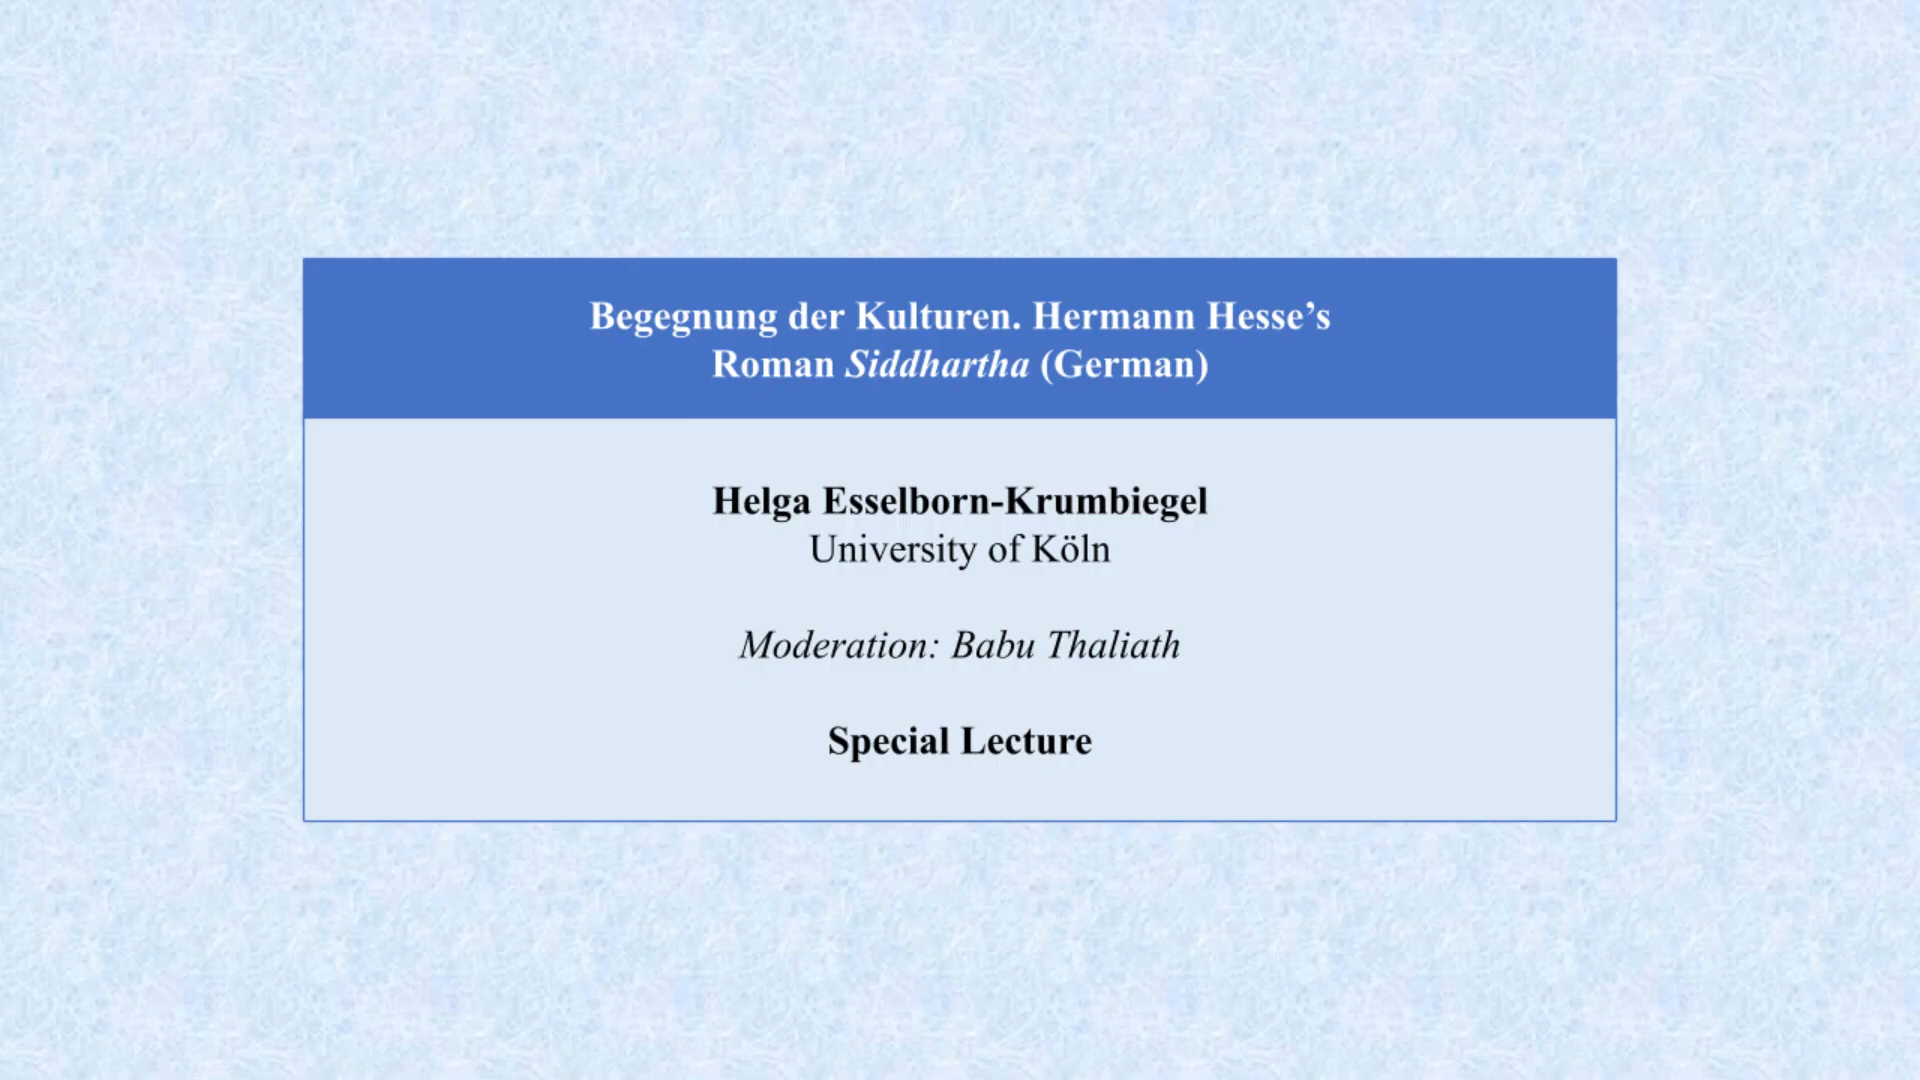 Begegnung der Kulturen. Hermann Hesse’s
Roman Siddhartha (German)
Helga Esselborn-Krumbiegel
University of Köln
Moderation: Babu Thaliath
Special Lecture